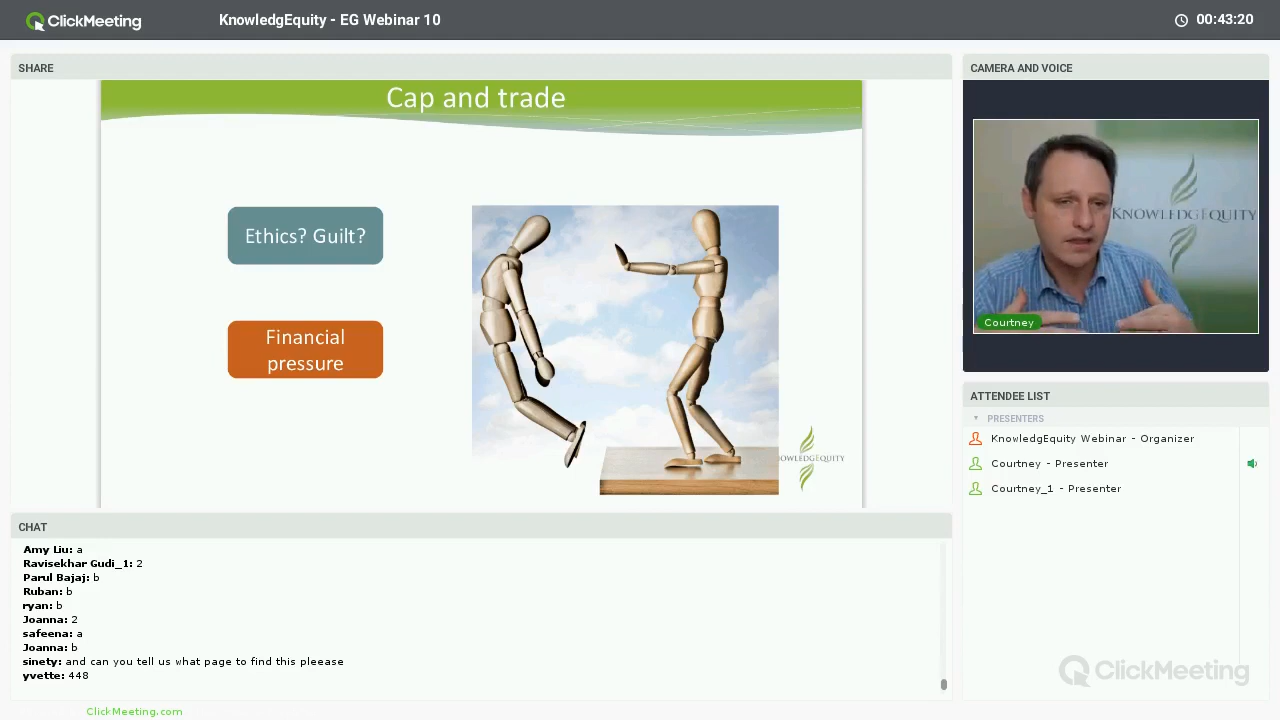 ClickMeeting
KnowledgEquity - EG Webinar 10
00:43:20
SHARE
Cap and trade
Ethics? Guilt?
Financial
pressure
NOWLEDGEQUITY
CAMERA AND VOICE
KNOWLEDGEQUITY
Courtney
ATTENDEE LIST
PRESENTERS
KnowledgEquity Webinar - Organizer
Courtney - Presenter
Courtney_1 - Presenter
CHAT
Amy Liu: a
Ravisekhar Gudi_1: 2
Parul Bajaj: b
Ruban: b
ryan: b
Joanna: 2
safeena: a
Joanna: b
sinety: and can you tell us what page to find this pleease
yvette: 448
ClickMeeting
ClickMeeting.com